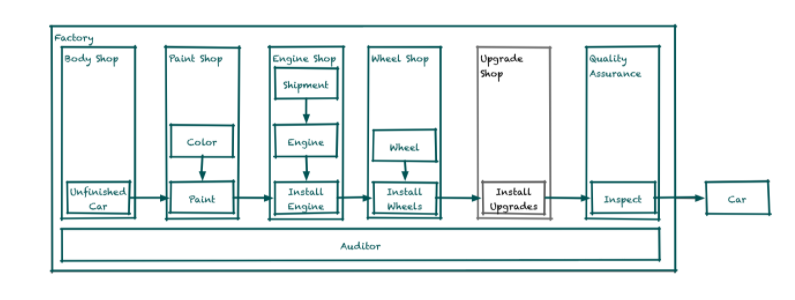 Factory
Body Shop
Paint Shop
Engine Shop
Wheel Shop
Upgrade
Shop
Quality
Assurance
Shipment
Color
Engine
Wheel
Unfinished
Car
Paint
Install
Engine
Install
Wheels
Install
Upgrades
Inspect
Car
Auditor